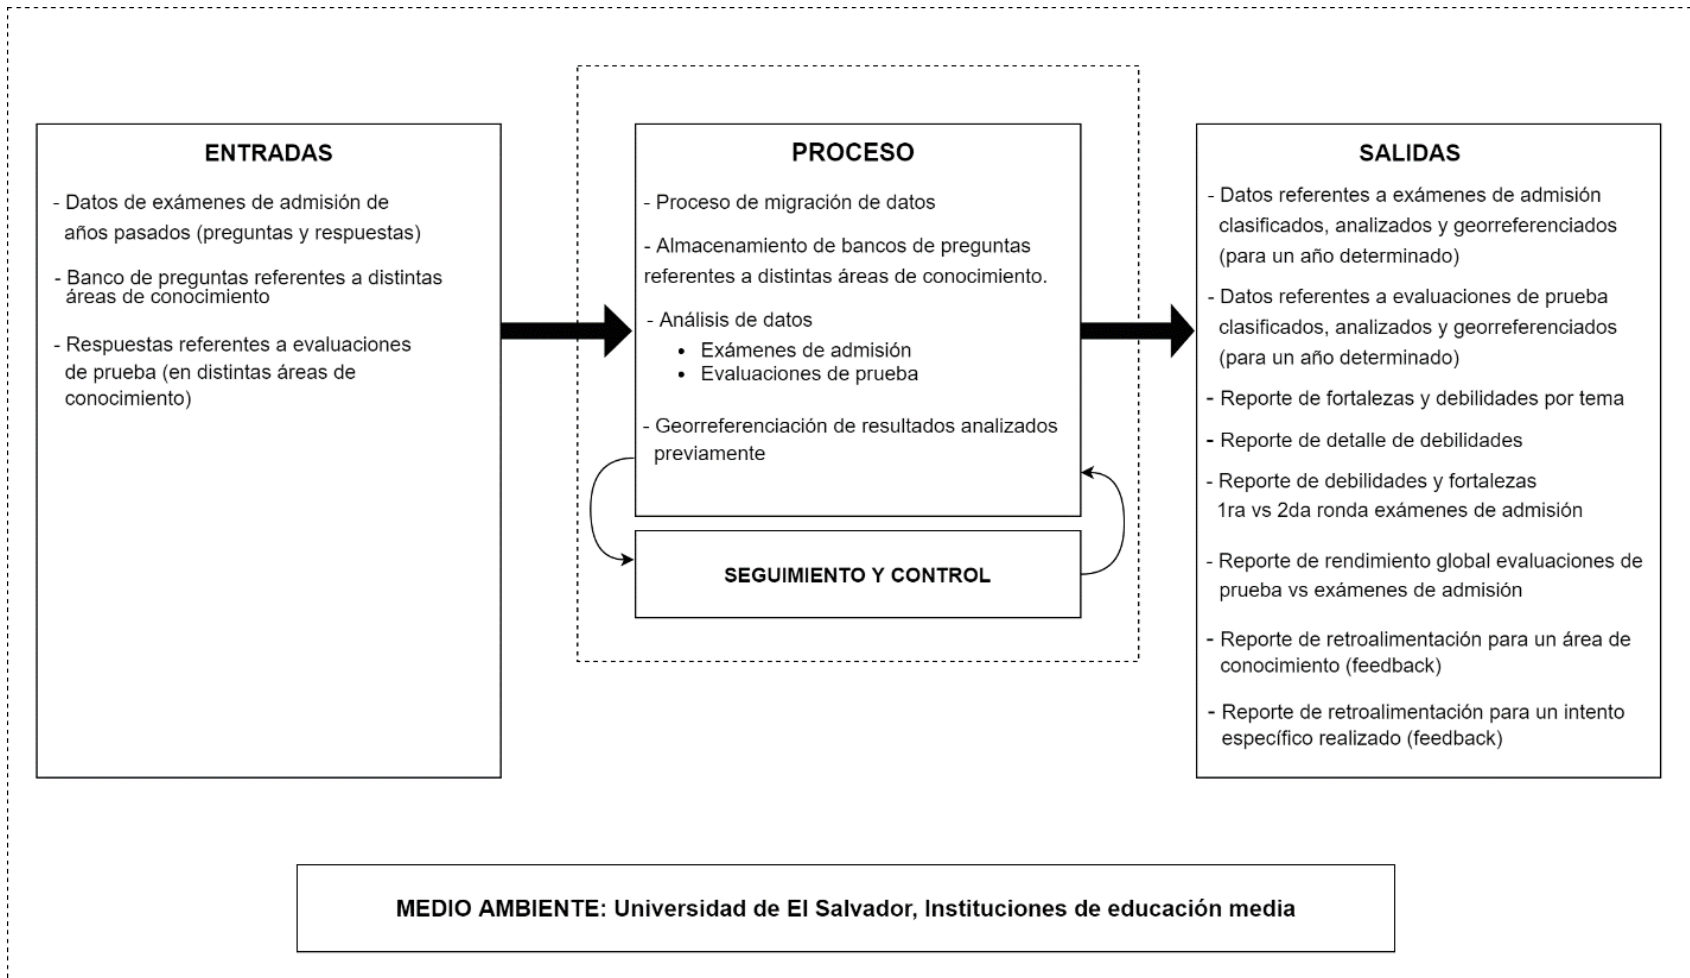 ENTRADAS
- Datos de exámenes de admisión de
años pasados (preguntas y respuestas)
- Banco de preguntas referentes a distintas
áreas de conocimiento
- Respuestas referentes a evaluaciones
de prueba (en distintas áreas de
conocimiento)
PROCESO
- Proceso de migración de datos
- Almacenamiento de bancos de preguntas
referentes a distintas áreas de conocimiento.
- Análisis de datos
• Exámenes de admisión
• Evaluaciones de prueba
- Georreferenciación de resultados analizados
previamente
SEGUIMIENTO Y CONTROL
SALIDAS
- Datos referentes a exámenes de admisión
clasificados, analizados y georreferenciados
(para un año determinado)
- Datos referentes a evaluaciones de prueba
clasificados, analizados y georreferenciados
(para un año determinado)
- Reporte de fortalezas y debilidades por tema
- Reporte de detalle de debilidades
- Reporte de debilidades y fortalezas
1ra vs 2da ronda exámenes de admisión
- Reporte de rendimiento global evaluaciones de
prueba vs exámenes de admisión
- Reporte de retroalimentación para un área de
conocimiento (feedback)
- Reporte de retroalimentación para un intento
específico realizado (feedback)
MEDIO AMBIENTE: Universidad de El Salvador, Instituciones de educación media